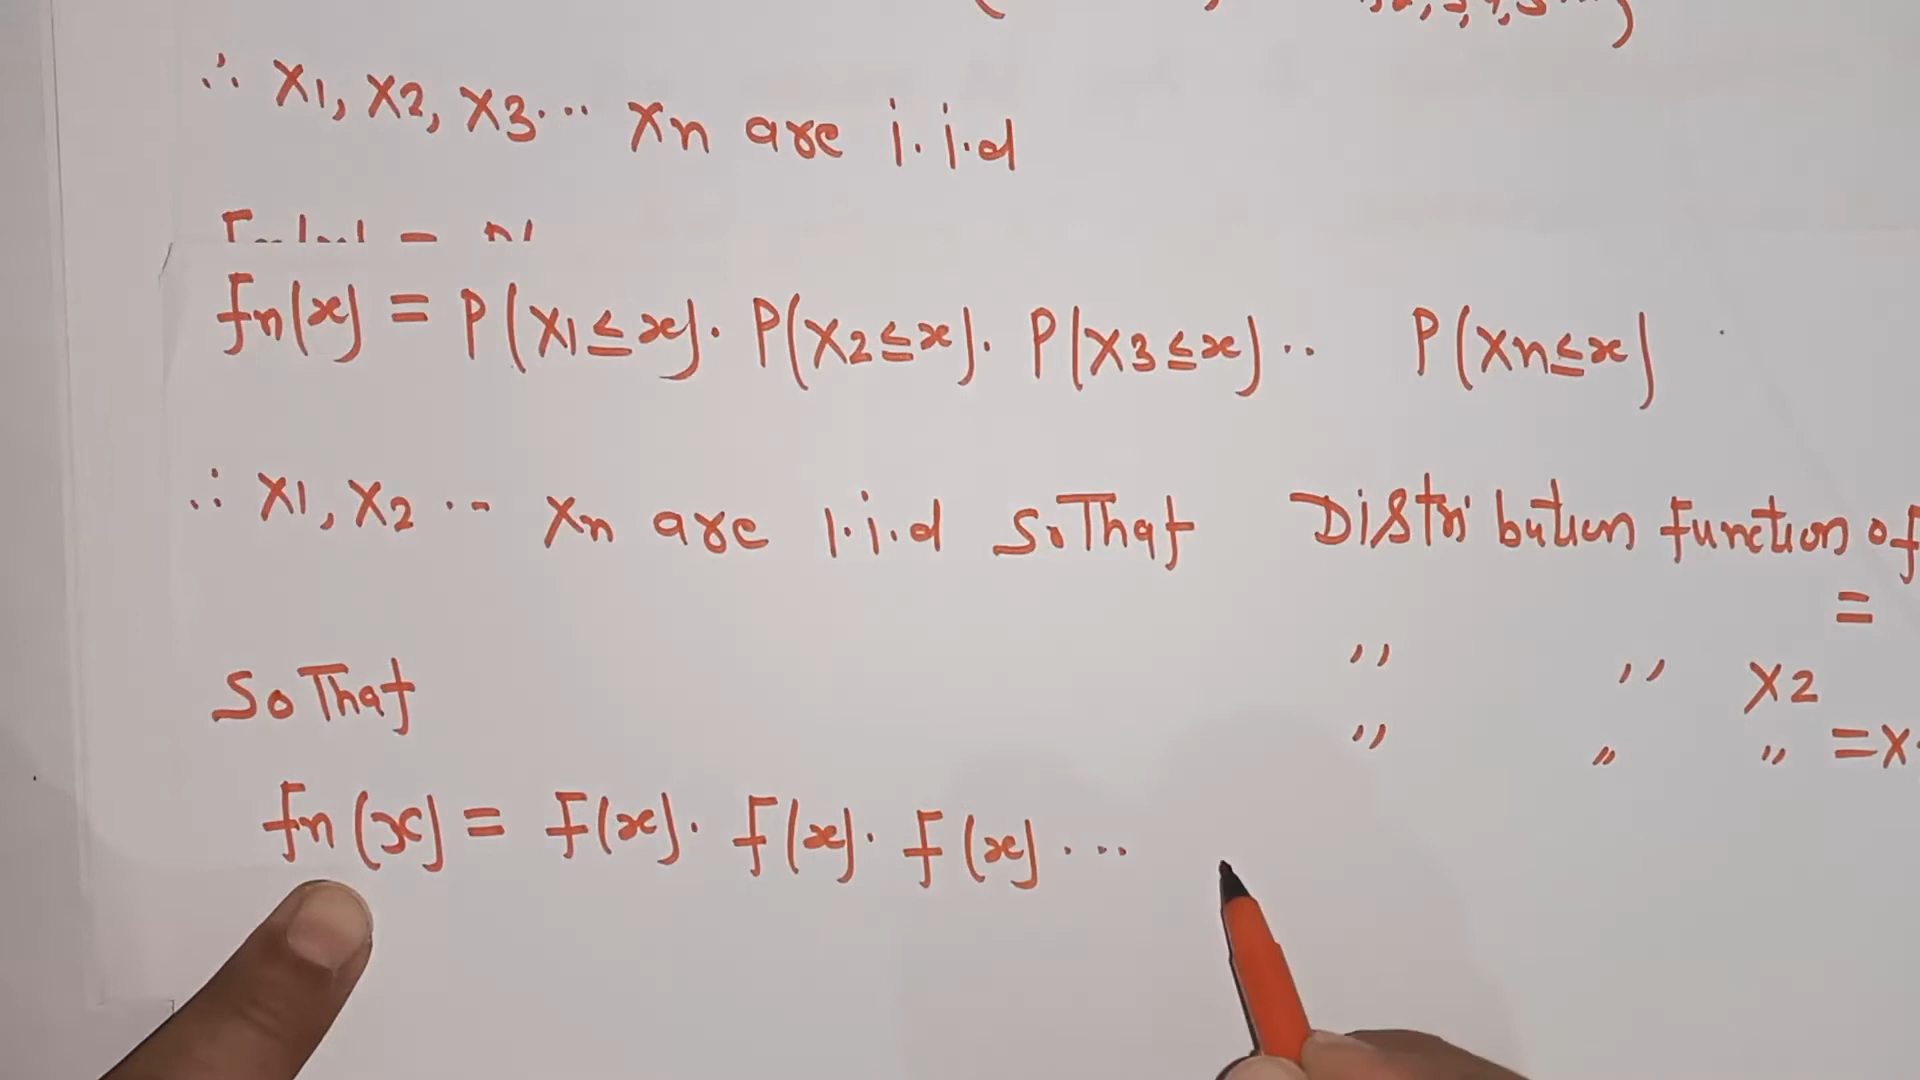 ∴ X1, X2, X3... Xn are i.i.d
Fn(x) = P(X1≤x). P(X2≤x). P(X3≤x).. P(Xn≤x)
∴ X1, X2 ... Xn are i.i.d So That Distribution Function of
=
So That " " X2
" " " =X
Fn(x) = F(x). F(x). F(x) ...